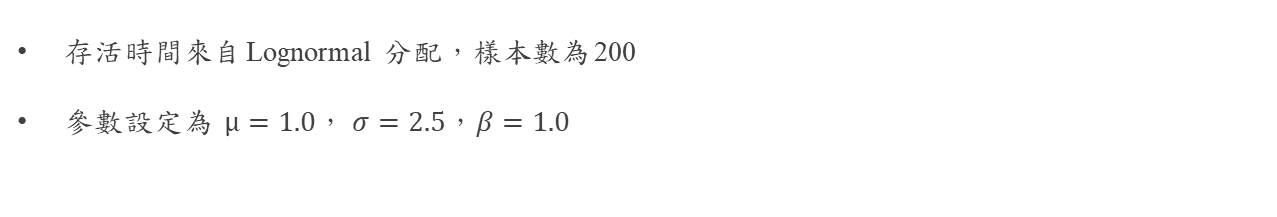 • 存活時間來自 Lognormal 分配，樣本數為 200
• 參數設定為 μ = 1.0， σ = 2.5，β = 1.0